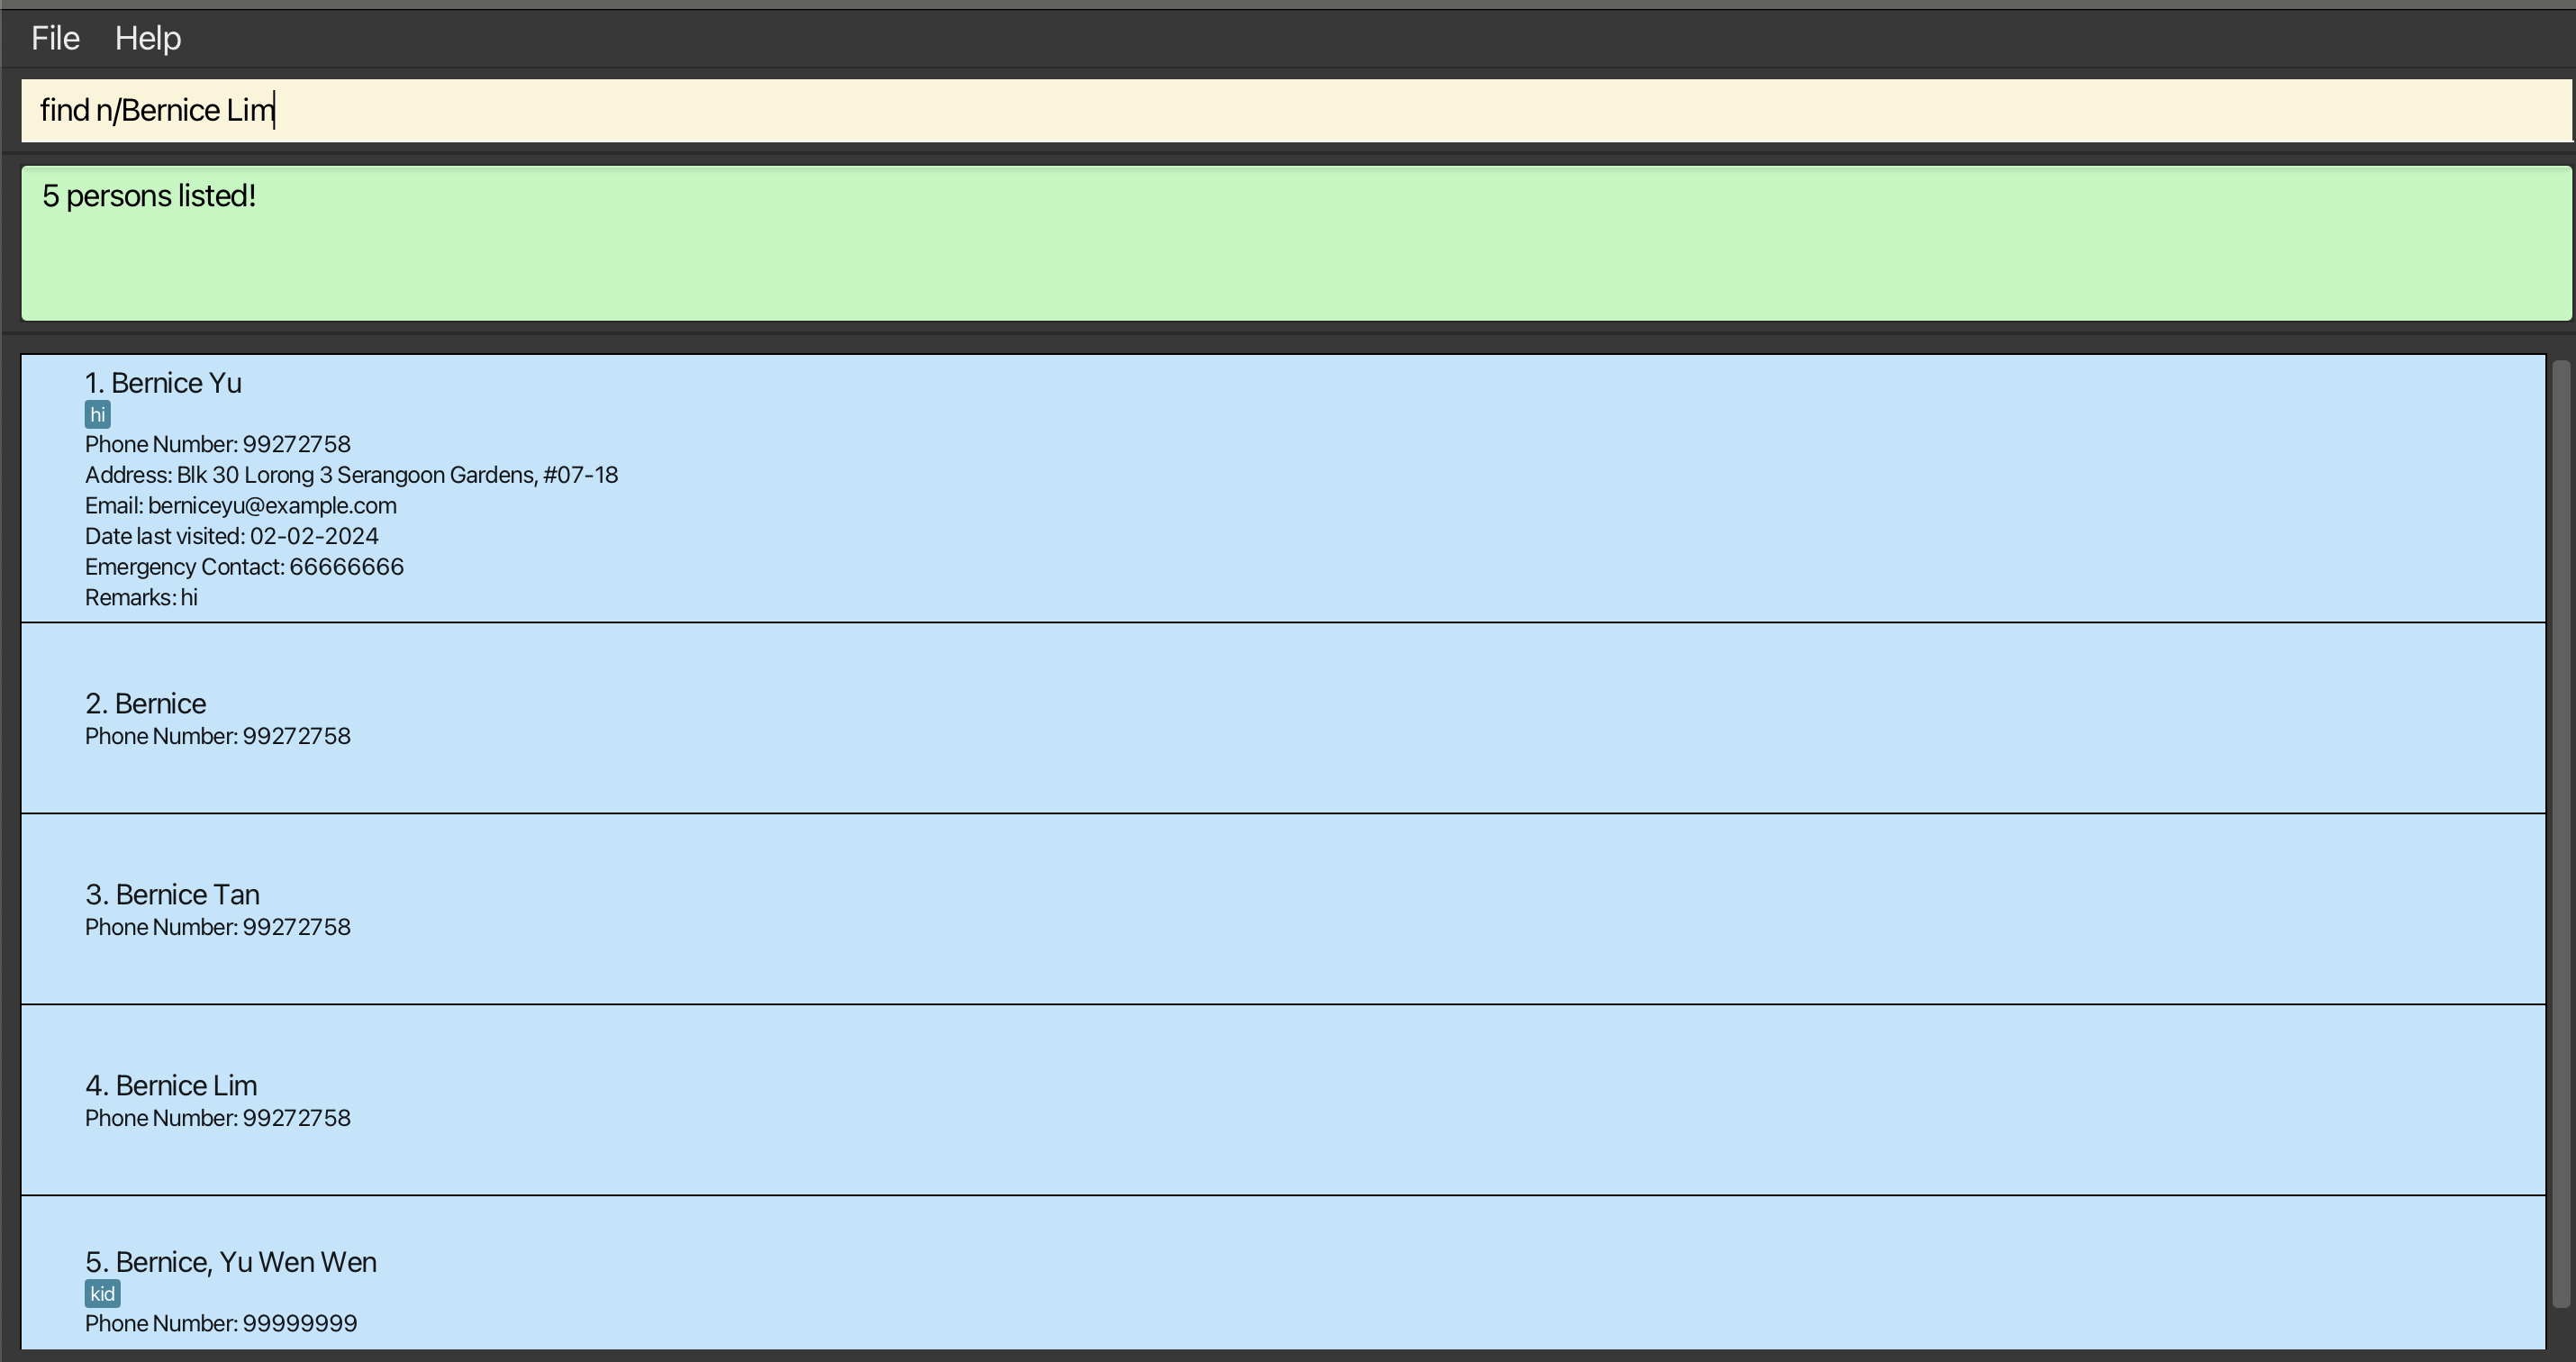 File Help
find n/Bernice Lim
5 persons listed!
1. Bernice Yu
hi
Phone Number: 99272758
Address: Blk 30 Lorong 3 Serangoon Gardens, #07-18
Email: berniceyu@example.com
Date last visited: 02-02-2024
Emergency Contact: 66666666
Remarks: hi
2. Bernice
Phone Number: 99272758
3. Bernice Tan
Phone Number: 99272758
4. Bernice Lim
Phone Number: 99272758
5. Bernice, Yu Wen Wen
kid
Phone Number: 99999999